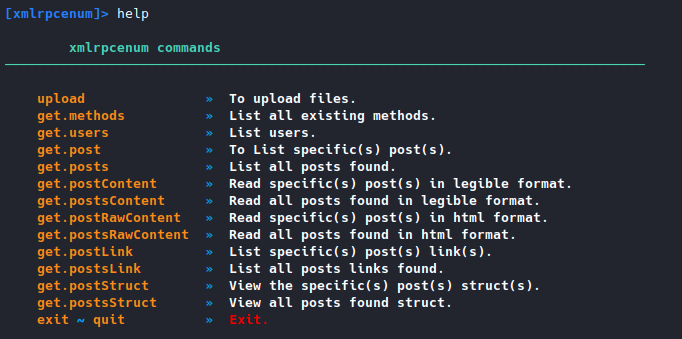 [xmlrpcenum]> help
xmlrpcenum commands
upload » To upload files.
get.methods » List all existing methods.
get.users » List users.
get.post » To List specific(s) post(s).
get.posts » List all posts found.
get.postContent » Read specific(s) post(s) in legible format.
get.postsContent » Read all posts found in legible format.
get.postRawContent » Read specific(s) post(s) in html format.
get.postsRawContent » Read all posts found in html format.
get.postLink » List specific(s) post(s) link(s).
get.postsLink » List all posts links found.
get.postStruct » View the specific(s) post(s) struct(s).
get.postsStruct » View all posts found struct.
exit ~ quit » Exit.